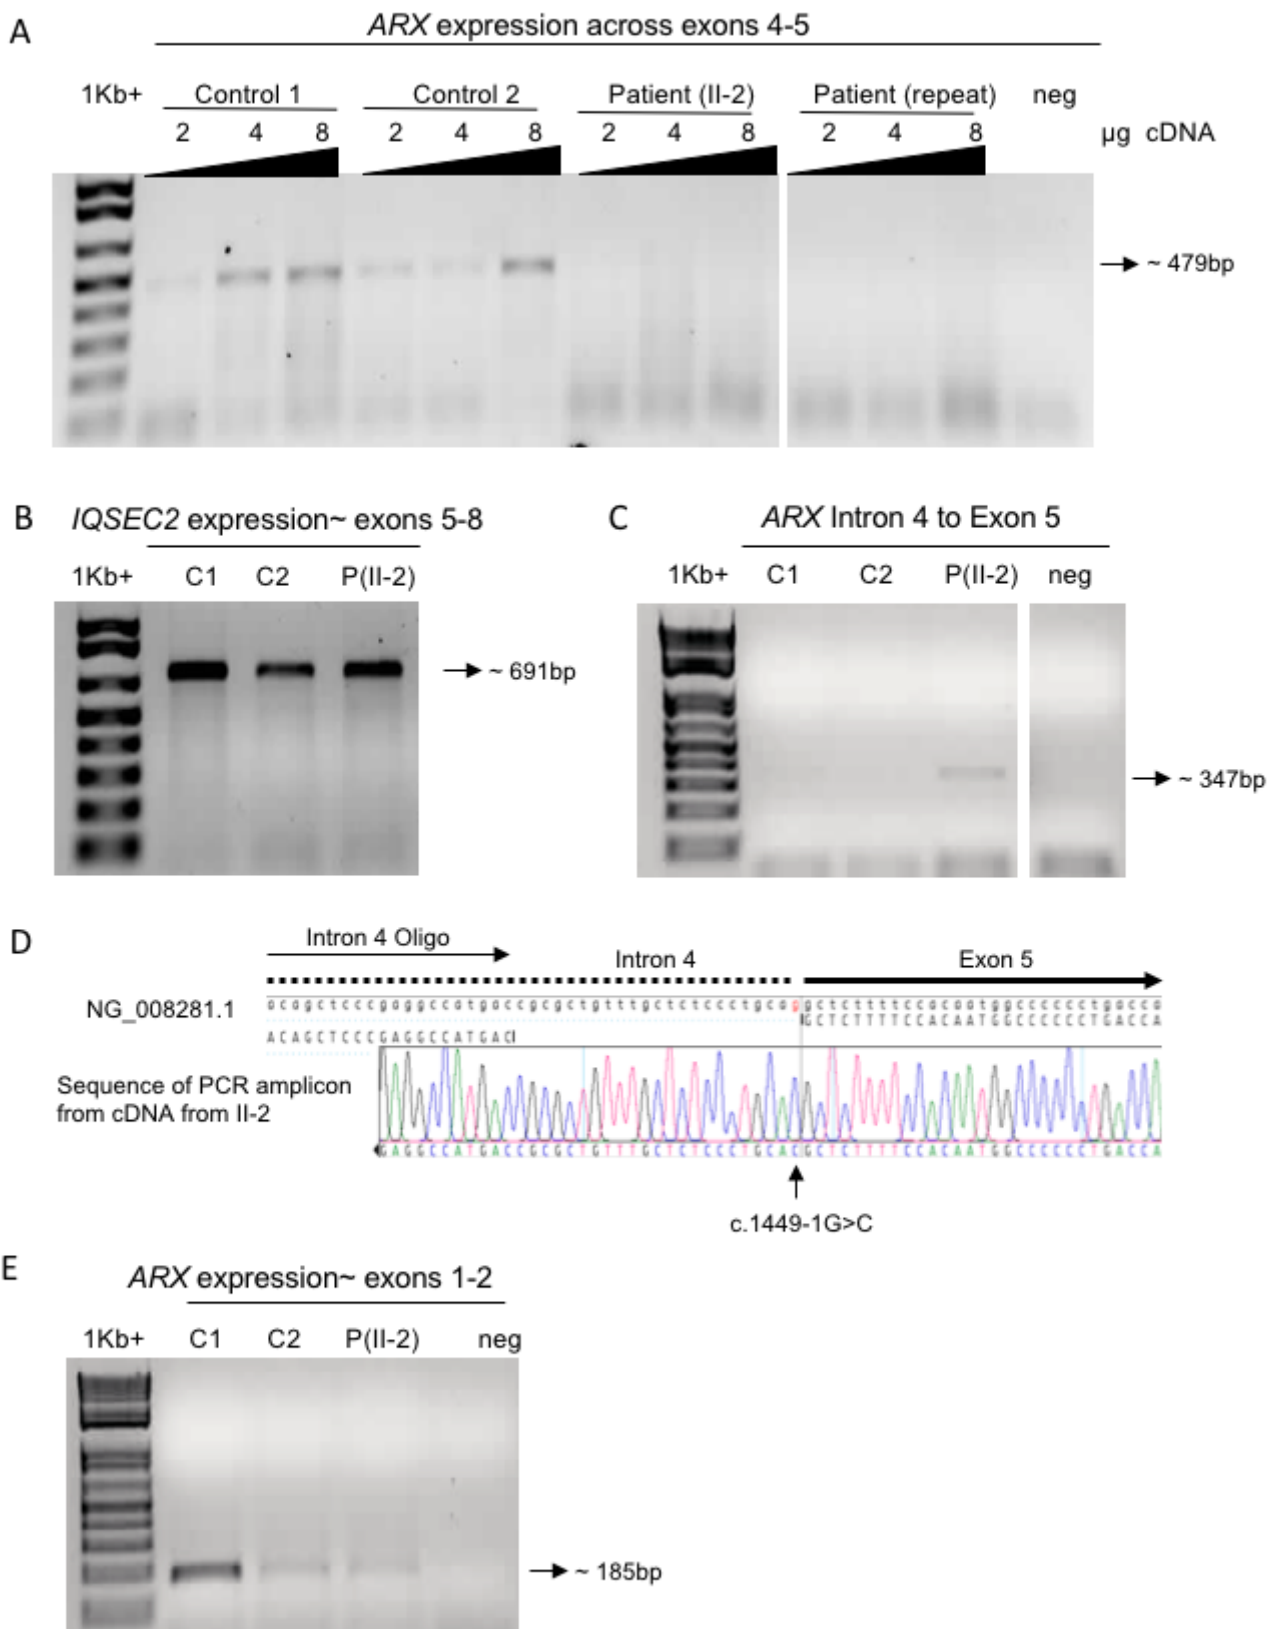 A
ARX expression across exons 4-5
1Kb+ Control 1 Control 2 Patient (II-2) Patient (repeat) neg
2 4 8 2 4 8 2 4 8 2 4 8 µg cDNA
→ ~ 479bp
B IQSEC2 expression~ exons 5-8
1Kb+ C1 C2 P(II-2)
→ ~ 691bp
C ARX Intron 4 to Exon 5
1Kb+ C1 C2 P(II-2) neg
→ ~ 347bp
D
Intron 4 Oligo
Intron 4 Exon 5
NG_008281.1
GCTCTTTTCCACAATGGCCCCCCTGACCA
ACAGCTCCCGAGGCCATGAC
Sequence of PCR amplicon
from cDNA from II-2
GAGGCCATGACCGCGCTGTTTGCTCTCCCTGCACGCTCTTTTCCACAATGGCCCCCCTGACCA
c.1449-1G>C
E
ARX expression~ exons 1-2
1Kb+ C1 C2 P(II-2) neg
→ ~ 185bp